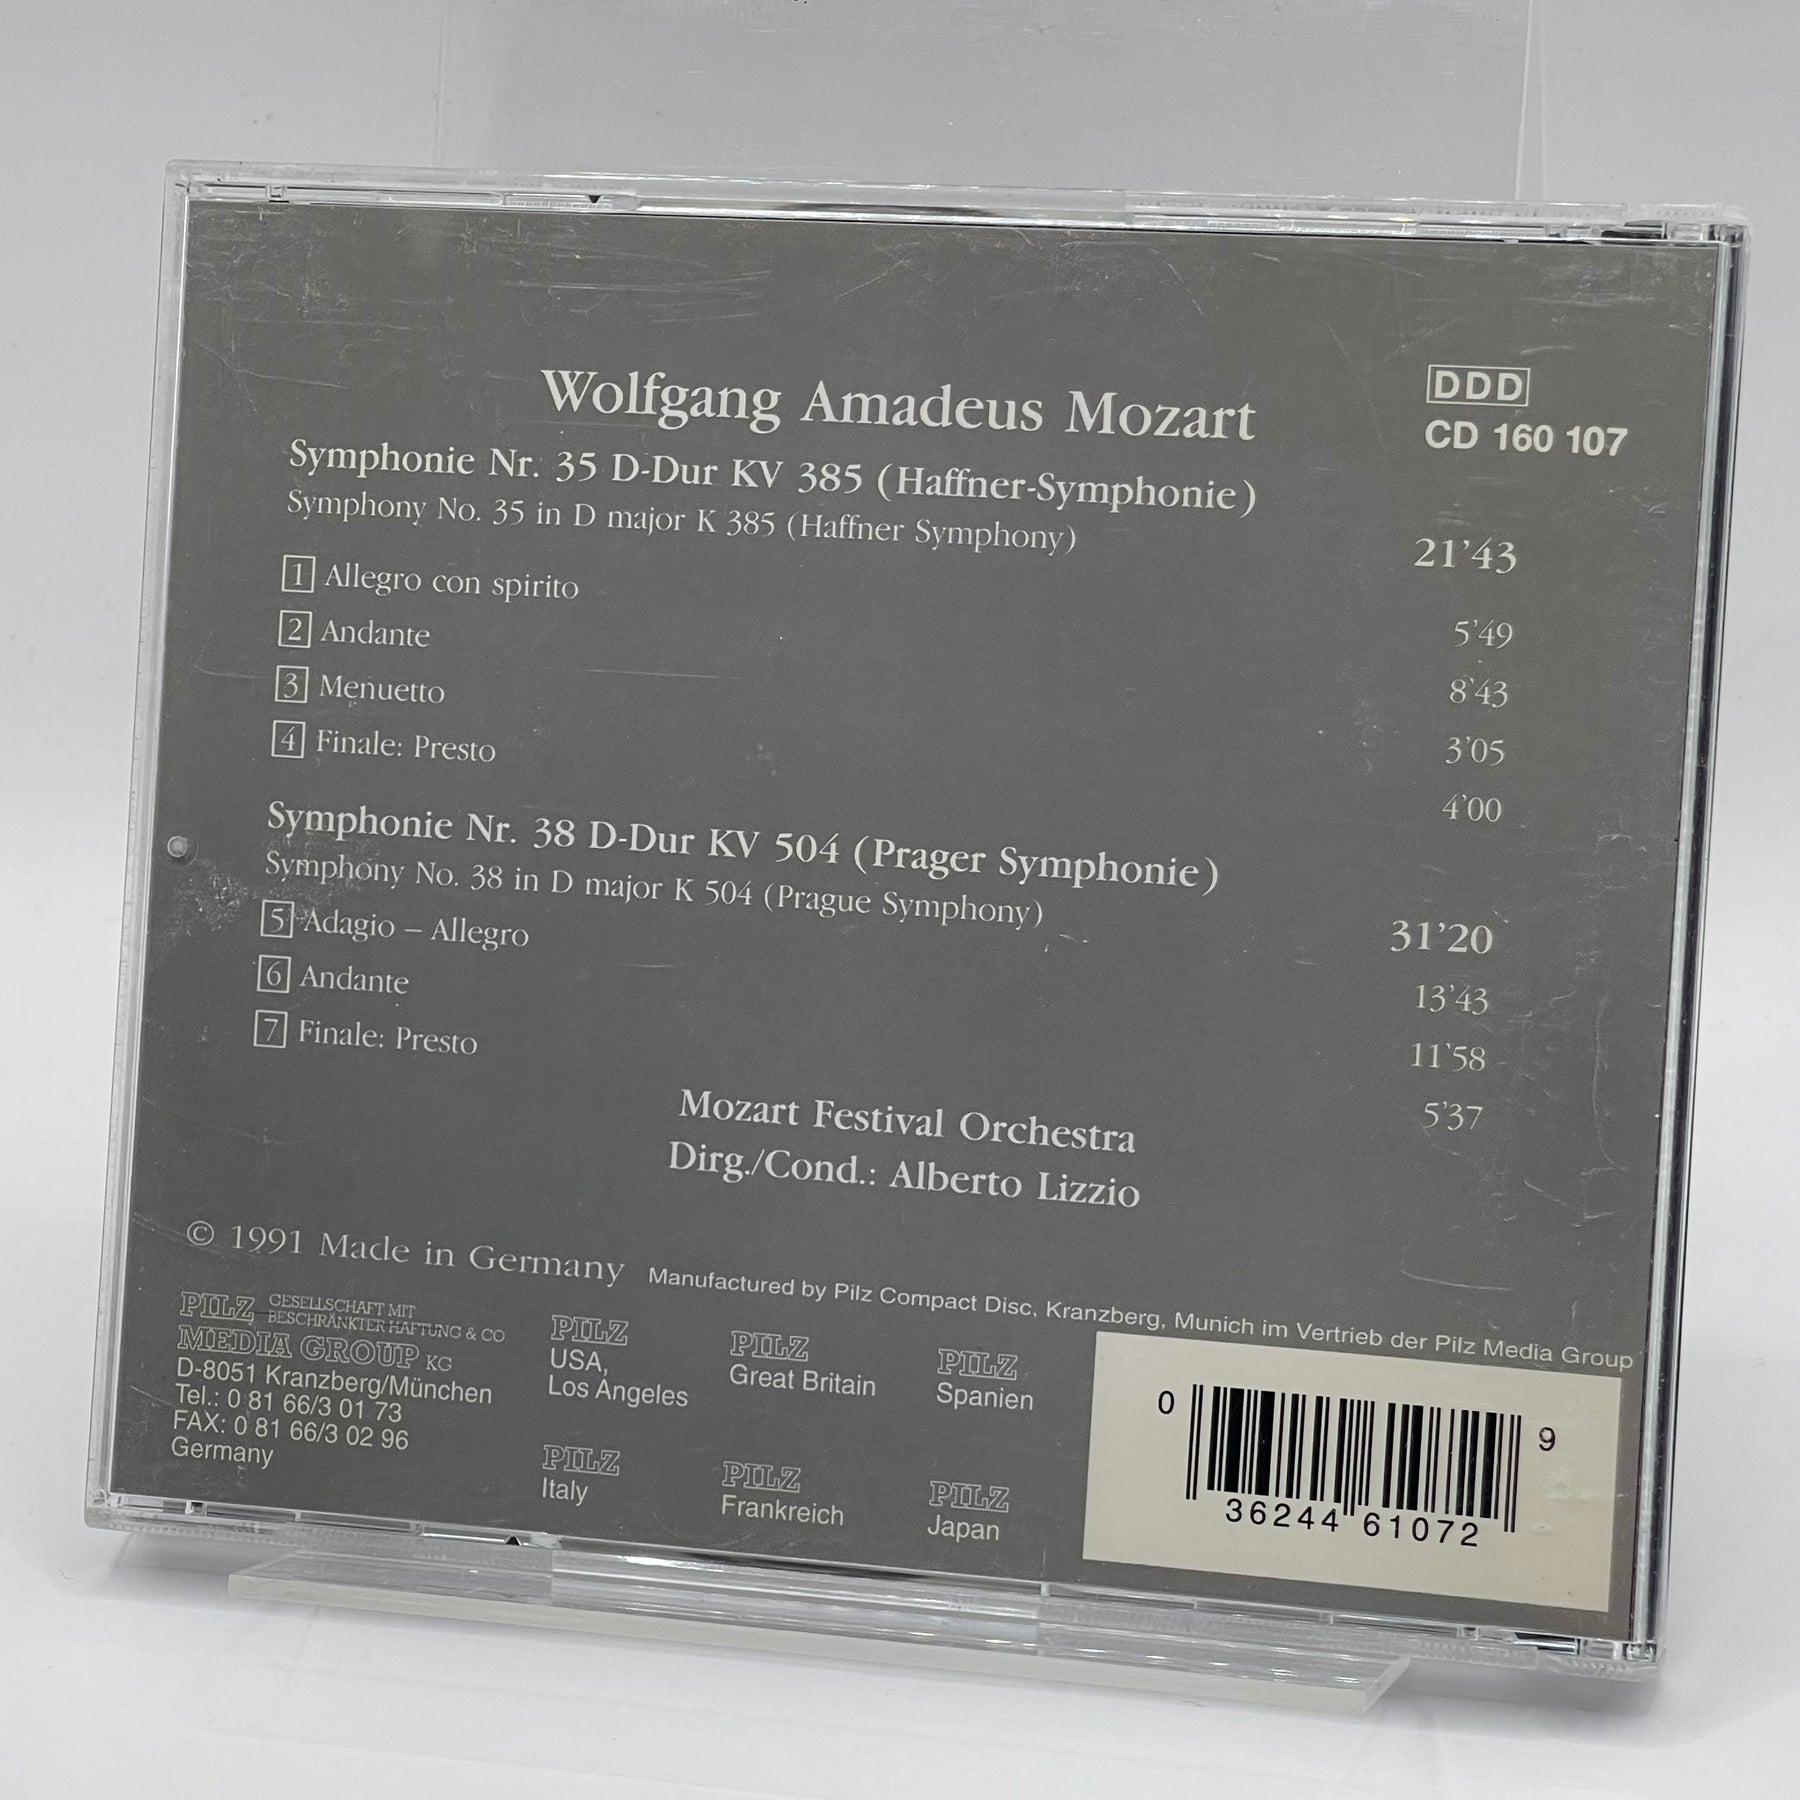 Wolfgang Amadeus Mozart
DDD
CD 160 107
Symphonie Nr. 35 D-Dur KV 385 (Haffner-Symphonie)
Symphony No. 35 in D major K 385 (Haffner Symphony) 21'43
1 Allegro con spirito 5'49
2 Andante 8'43
3 Menuetto 3'05
4 Finale: Presto 4'00
Symphonie Nr. 38 D-Dur KV 504 (Prager Symphonie)
Symphony No. 38 in D major K 504 (Prague Symphony) 31'20
5 Adagio – Allegro 13'43
6 Andante 11'58
7 Finale: Presto 5'37
Mozart Festival Orchestra
Dirg./Cond.: Alberto Lizzio
© 1991 Made in Germany Manufactured by Pilz Compact Disc, Kranzberg, Munich im Vertrieb der Pilz Media Group
PILZ GESELLSCHAFT MIT
BESCHRÄNKTER HAFTUNG & CO
MEDIA GROUP KG
D-8051 Kranzberg/München
Tel.: 0 81 66/3 01 73
FAX: 0 81 66/3 02 96
Germany
PILZ
USA,
Los Angeles
PILZ
Great Britain
PILZ
Spanien
PILZ
Italy
PILZ
Frankreich
PILZ
Japan
0 36244 61072 9